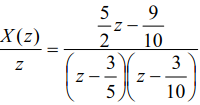 X(z)/z = (5/2 z − 9/10) / ((z − 3/5)(z − 3/10))